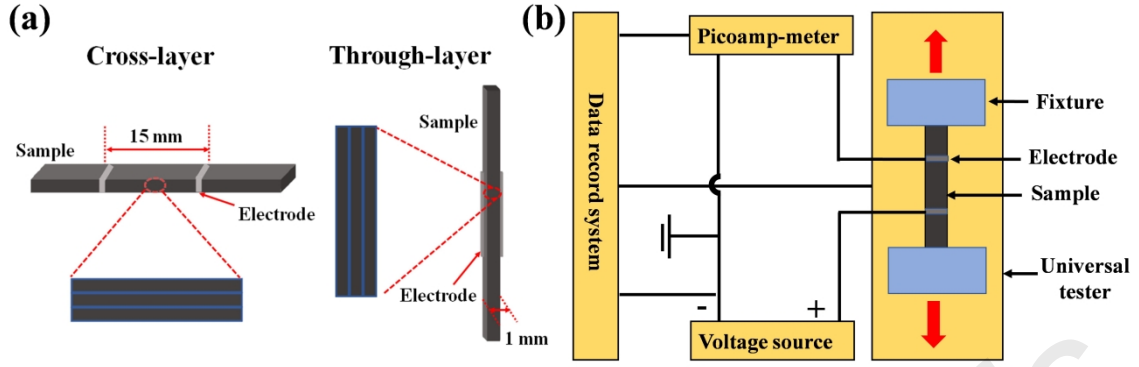 (a)
Cross-layer
Through-layer
Sample
15 mm
Electrode
Sample
Electrode
1 mm
(b)
Data record system
Picoamp-meter
Voltage source
-
+
Fixture
Electrode
Sample
Universal
tester